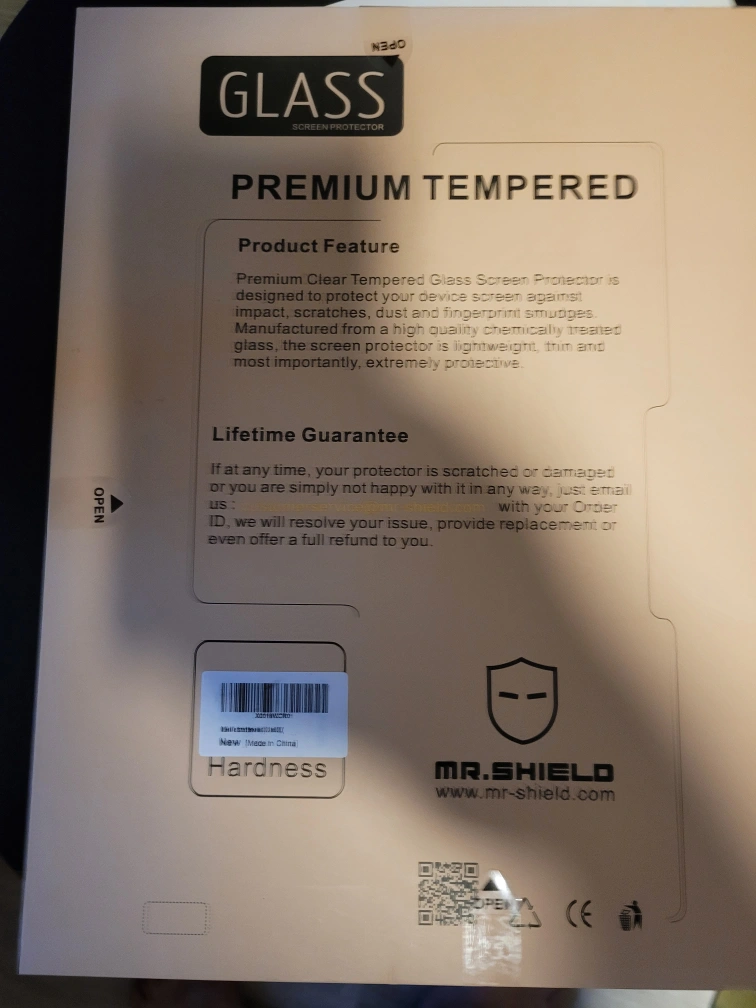 OPEN
GLASS
SCREEN PROTECTOR
PREMIUM TEMPERED
Product Feature
Premium Clear Tempered Glass Screen Protector is
designed to protect your device screen against
impact, scratches, dust and fingerprint smudges.
Manufactured from a high quality chemically treated
glass, the screen protector is lightweight, thin and
most importantly, extremely protective.
Lifetime Guarantee
If at any time, your protector is scratched or damaged
or you are simply not happy with it in any way, just email
us : with your Order
ID, we will resolve your issue, provide replacement or
even offer a full refund to you.
OPEN
New [Made in China]
Hardness
MR.SHIELD
www.mr-shield.com
OPEN
CE